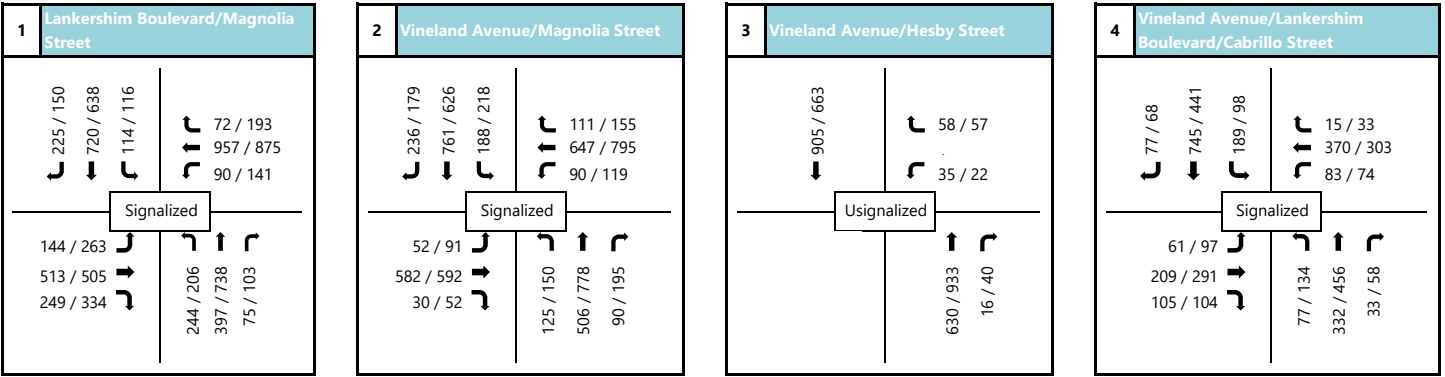 1
Lankershim Boulevard/Magnolia
Street
225 / 150
720 / 638
114 / 116
72 / 193
957 / 875
90 / 141
Signalized
144 / 263
513 / 505
249 / 334
244 / 206
397 / 738
75 / 103
2
Vineland Avenue/Magnolia Street
236 / 179
761 / 626
188 / 218
111 / 155
647 / 795
90 / 119
Signalized
52 / 91
582 / 592
30 / 52
125 / 150
506 / 778
90 / 195
3
Vineland Avenue/Hesby Street
905 / 663
58 / 57
35 / 22
Usignalized
630 / 933
16 / 40
4
Vineland Avenue/Lankershim
Boulevard/Cabrillo Street
77 / 68
745 / 441
189 / 98
15 / 33
370 / 303
83 / 74
Signalized
61 / 97
209 / 291
105 / 104
77 / 134
332 / 456
33 / 58